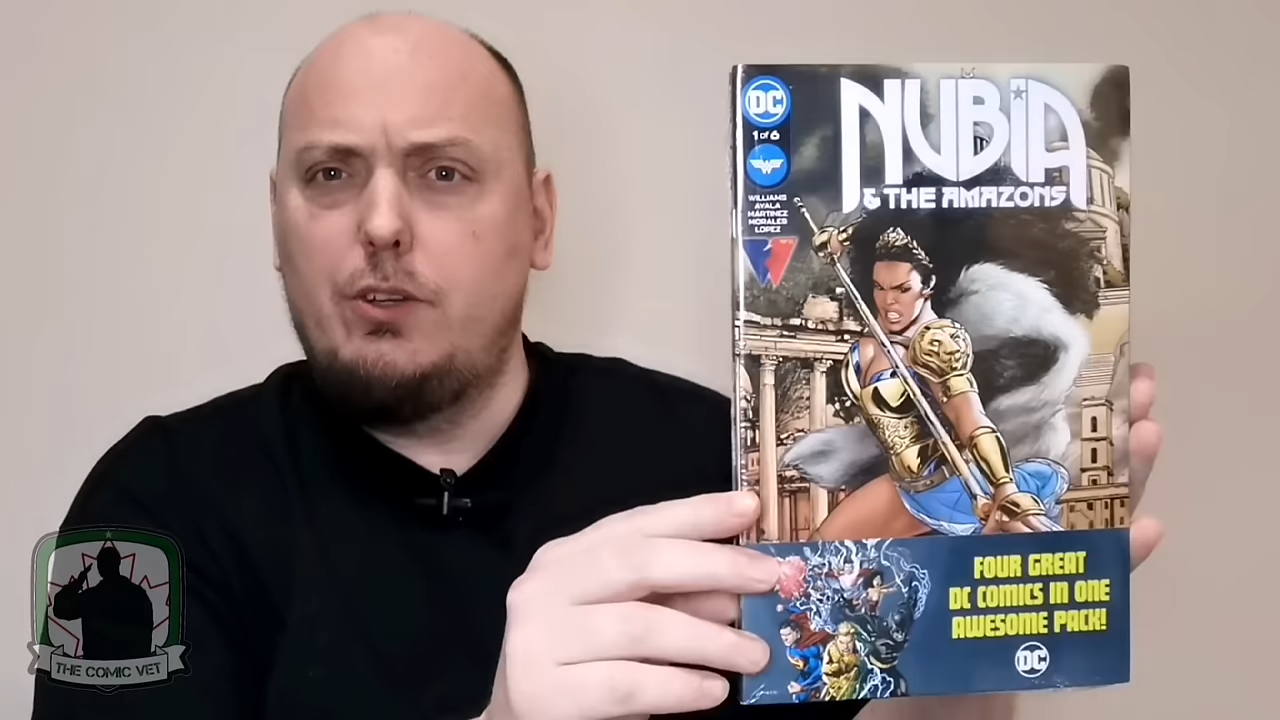 DC
1 of 6
NUBIA
& THE AMAZONS
WILLIAMS
AYALA
MARTINEZ
MORALES
LOPEZ
FOUR GREAT
DC COMICS IN ONE
AWESOME PACK!
DC
THE COMIC VET